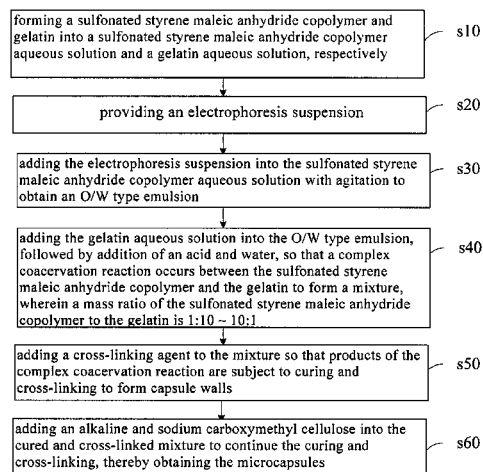 forming a sulfonated styrene maleic anhydride copolymer and
gelatin into a sulfonated styrene maleic anhydride copolymer
aqueous solution and a gelatin aqueous solution, respectively
s10
providing an electrophoresis suspension
s20
adding the electrophoresis suspension into the sulfonated styrene
maleic anhydride copolymer aqueous solution with agitation to
obtain an O/W type emulsion
s30
adding the gelatin aqueous solution into the O/W type emulsion,
followed by addition of an acid and water, so that a complex
coacervation reaction occurs between the sulfonated styrene
maleic anhydride copolymer and the gelatin to form a mixture,
wherein a mass ratio of the sulfonated styrene maleic anhydride
copolymer to the gelatin is 1:10 ~ 10:1
s40
adding a cross-linking agent to the mixture so that products of the
complex coacervation reaction are subject to curing and
cross-linking to form capsule walls
s50
adding an alkaline and sodium carboxymethyl cellulose into the
cured and cross-linked mixture to continue the curing and
cross-linking, thereby obtaining the microcapsules
s60